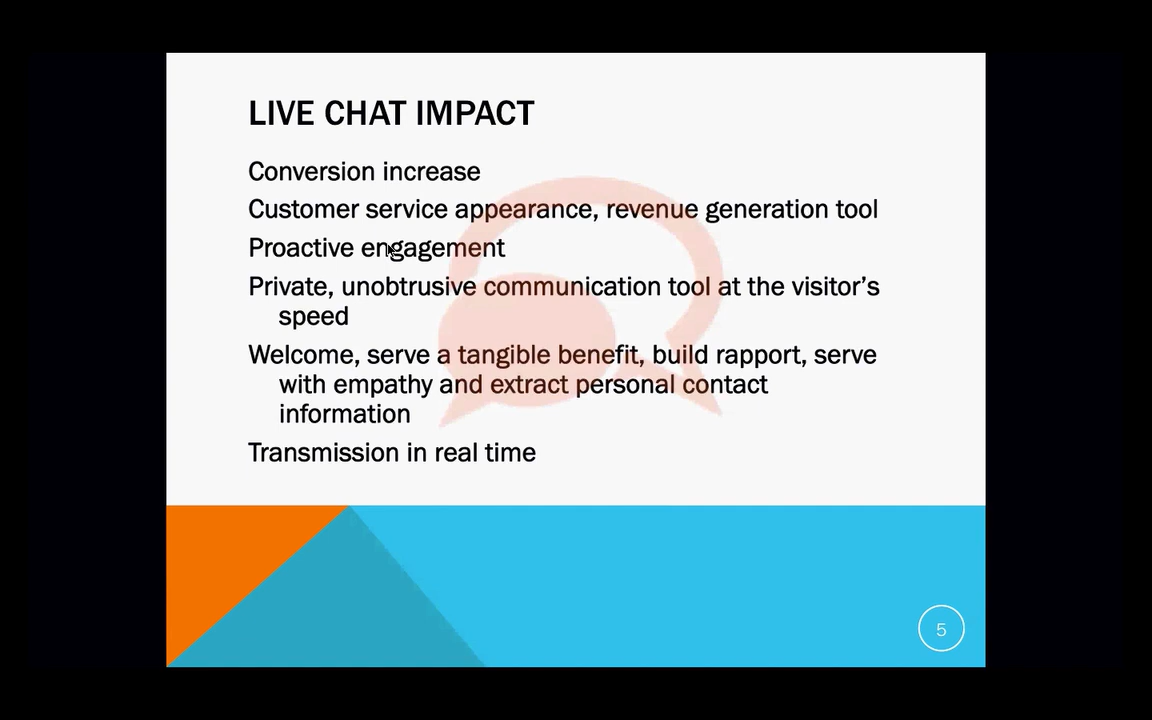 LIVE CHAT IMPACT
Conversion increase
Customer service appearance, revenue generation tool
Proactive engagement
Private, unobtrusive communication tool at the visitor’s
speed
Welcome, serve a tangible benefit, build rapport, serve
with empathy and extract personal contact
information
Transmission in real time
5